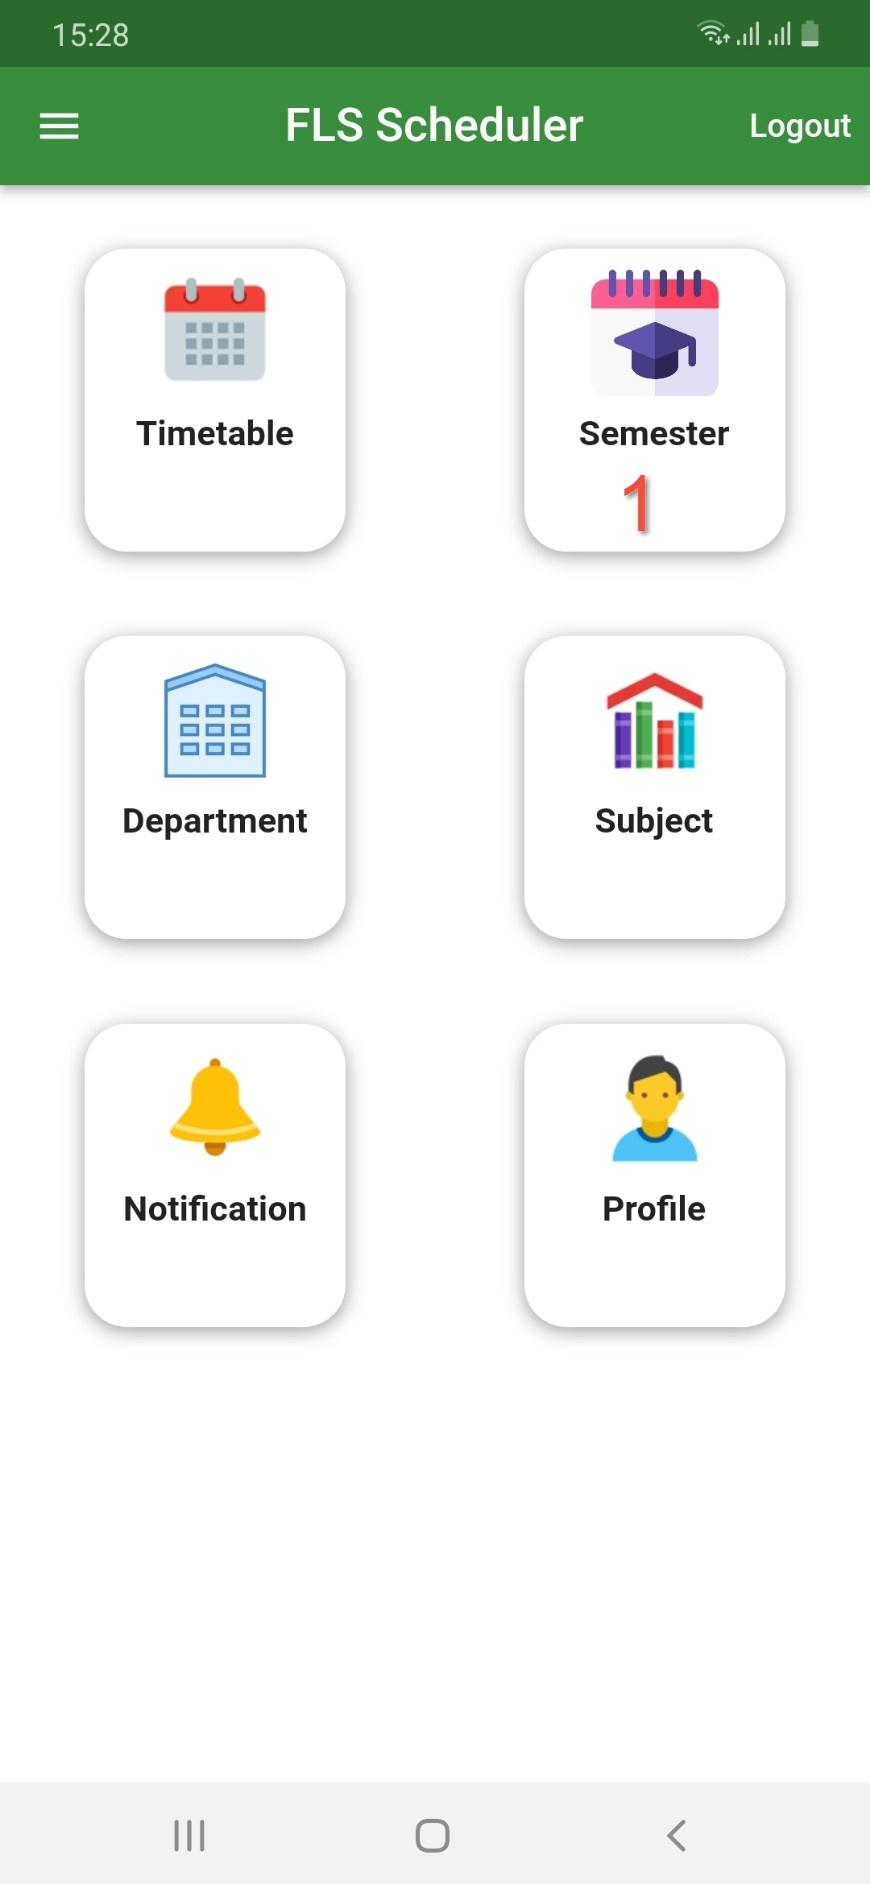 15:28
FLS Scheduler Logout
Timetable Semester
1
Department Subject
Notification Profile